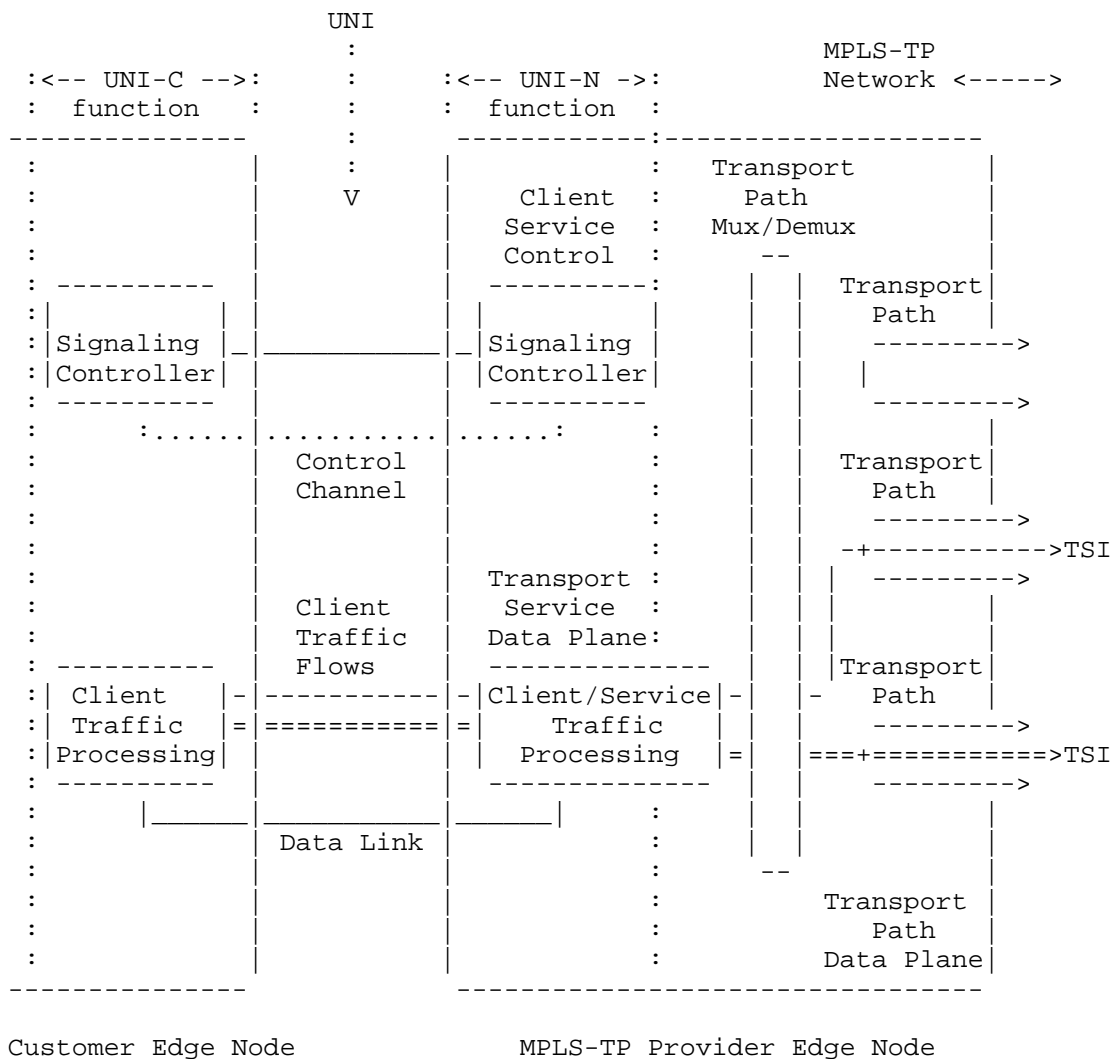 UNI
MPLS-TP
:<-- UNI-C -->: : :<-- UNI-N ->: Network <----->
: function : : : function :
Transport
V Client : Path
Service : Mux/Demux
Control : --
Transport
Path
Signaling Signaling --------->
Controller Controller
--------->
:......|...........|......:
Control Transport
Channel Path
--------->
-+----------->TSI
Transport : --------->
Client Service :
Traffic Data Plane:
Flows Transport
Client |-|-----------|-|Client/Service|-| |- Path
Traffic |=|===========|=| Traffic --------->
Processing Processing |=| |===+===========>TSI
--------->
|______|___________|______|
Data Link
--
Transport
Path
Data Plane
Customer Edge Node MPLS-TP Provider Edge Node